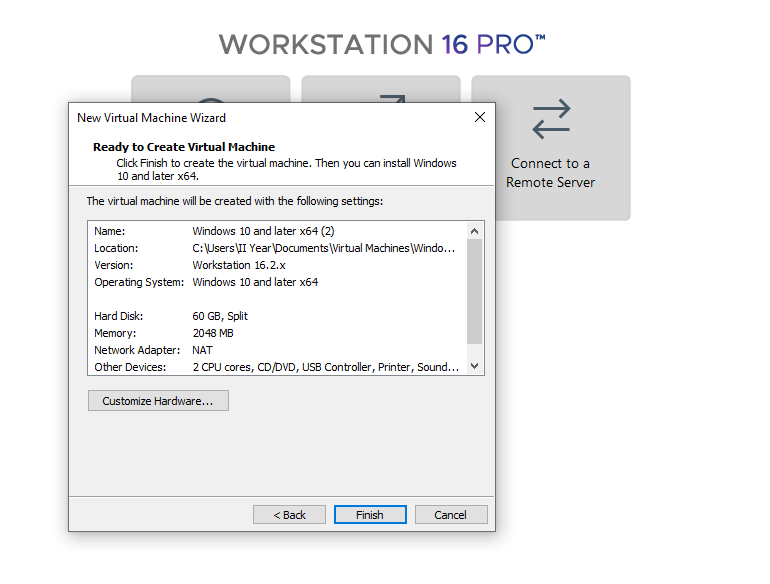 WORKSTATION 16 PRO™
New Virtual Machine Wizard
Ready to Create Virtual Machine
Click Finish to create the virtual machine. Then you can install Windows
10 and later x64.
Connect to a
Remote Server
The virtual machine will be created with the following settings:
Name: Windows 10 and later x64 (2)
Location: C:\Users\II Year\Documents\Virtual Machines\Windo...
Version: Workstation 16.2.x
Operating System: Windows 10 and later x64
Hard Disk: 60 GB, Split
Memory: 2048 MB
Network Adapter: NAT
Other Devices: 2 CPU cores, CD/DVD, USB Controller, Printer, Sound...
Customize Hardware...
< Back Finish Cancel